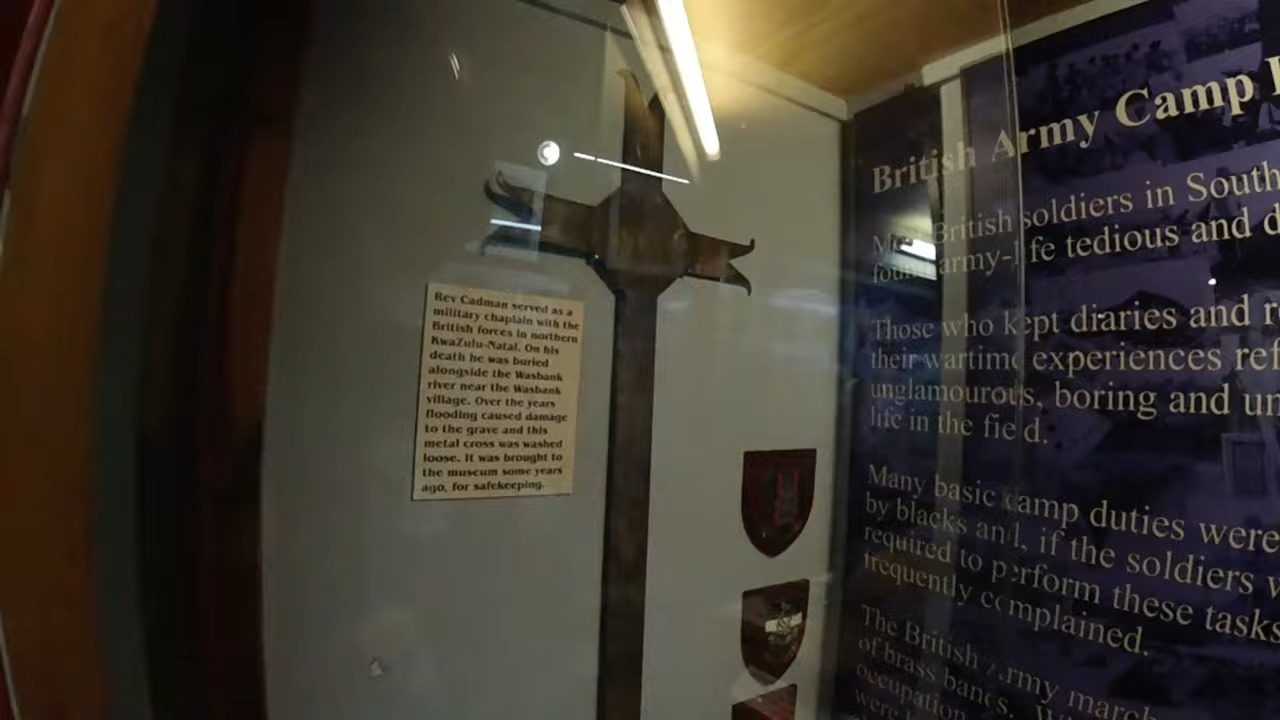 Rev Cadman served as a
military chaplain with the
British forces in northern
KwaZulu-Natal. On his
death he was buried
alongside the Wasbank
river near the Wasbank
village. Over the years
flooding caused damage
to the grave and this
metal cross was washed
loose. It was brought to
the museum some years
ago, for safekeeping.
British Army Camp
British soldiers in South
found army-life tedious and
Those who kept diaries and
their wartime experiences
unglamourous, boring and
life in the field.
Many basic camp duties were
by blacks and, if the soldiers
required to perform these tasks
frequently complained.
The British Army
of brass bands.
occupation
were